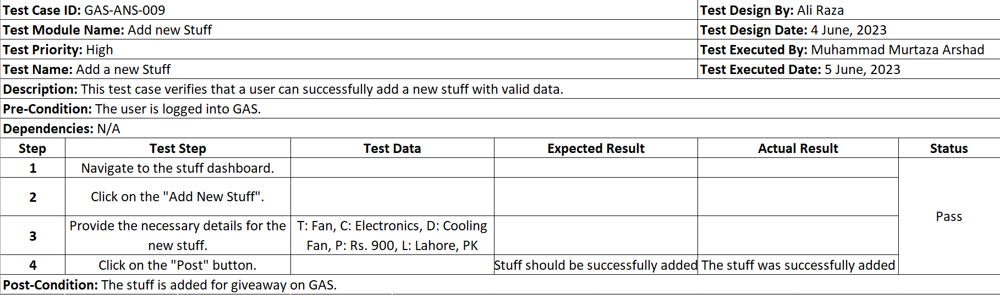 Test Case ID: GAS-ANS-009
Test Design By: Ali Raza
Test Module Name: Add new Stuff
Test Design Date: 4 June, 2023
Test Priority: High
Test Executed By: Muhammad Murtaza Arshad
Test Name: Add a new Stuff
Test Executed Date: 5 June, 2023
Description: This test case verifies that a user can successfully add a new stuff with valid data.
Pre-Condition: The user is logged into GAS.
Dependencies: N/A
Step Test Step Test Data Expected Result Actual Result Status
1 Navigate to the stuff dashboard.
2 Click on the "Add New Stuff".
3 Provide the necessary details for the
new stuff.
T: Fan, C: Electronics, D: Cooling
Fan, P: Rs. 900, L: Lahore, PK
4 Click on the "Post" button. Stuff should be successfully added The stuff was successfully added
Pass
Post-Condition: The stuff is added for giveaway on GAS.